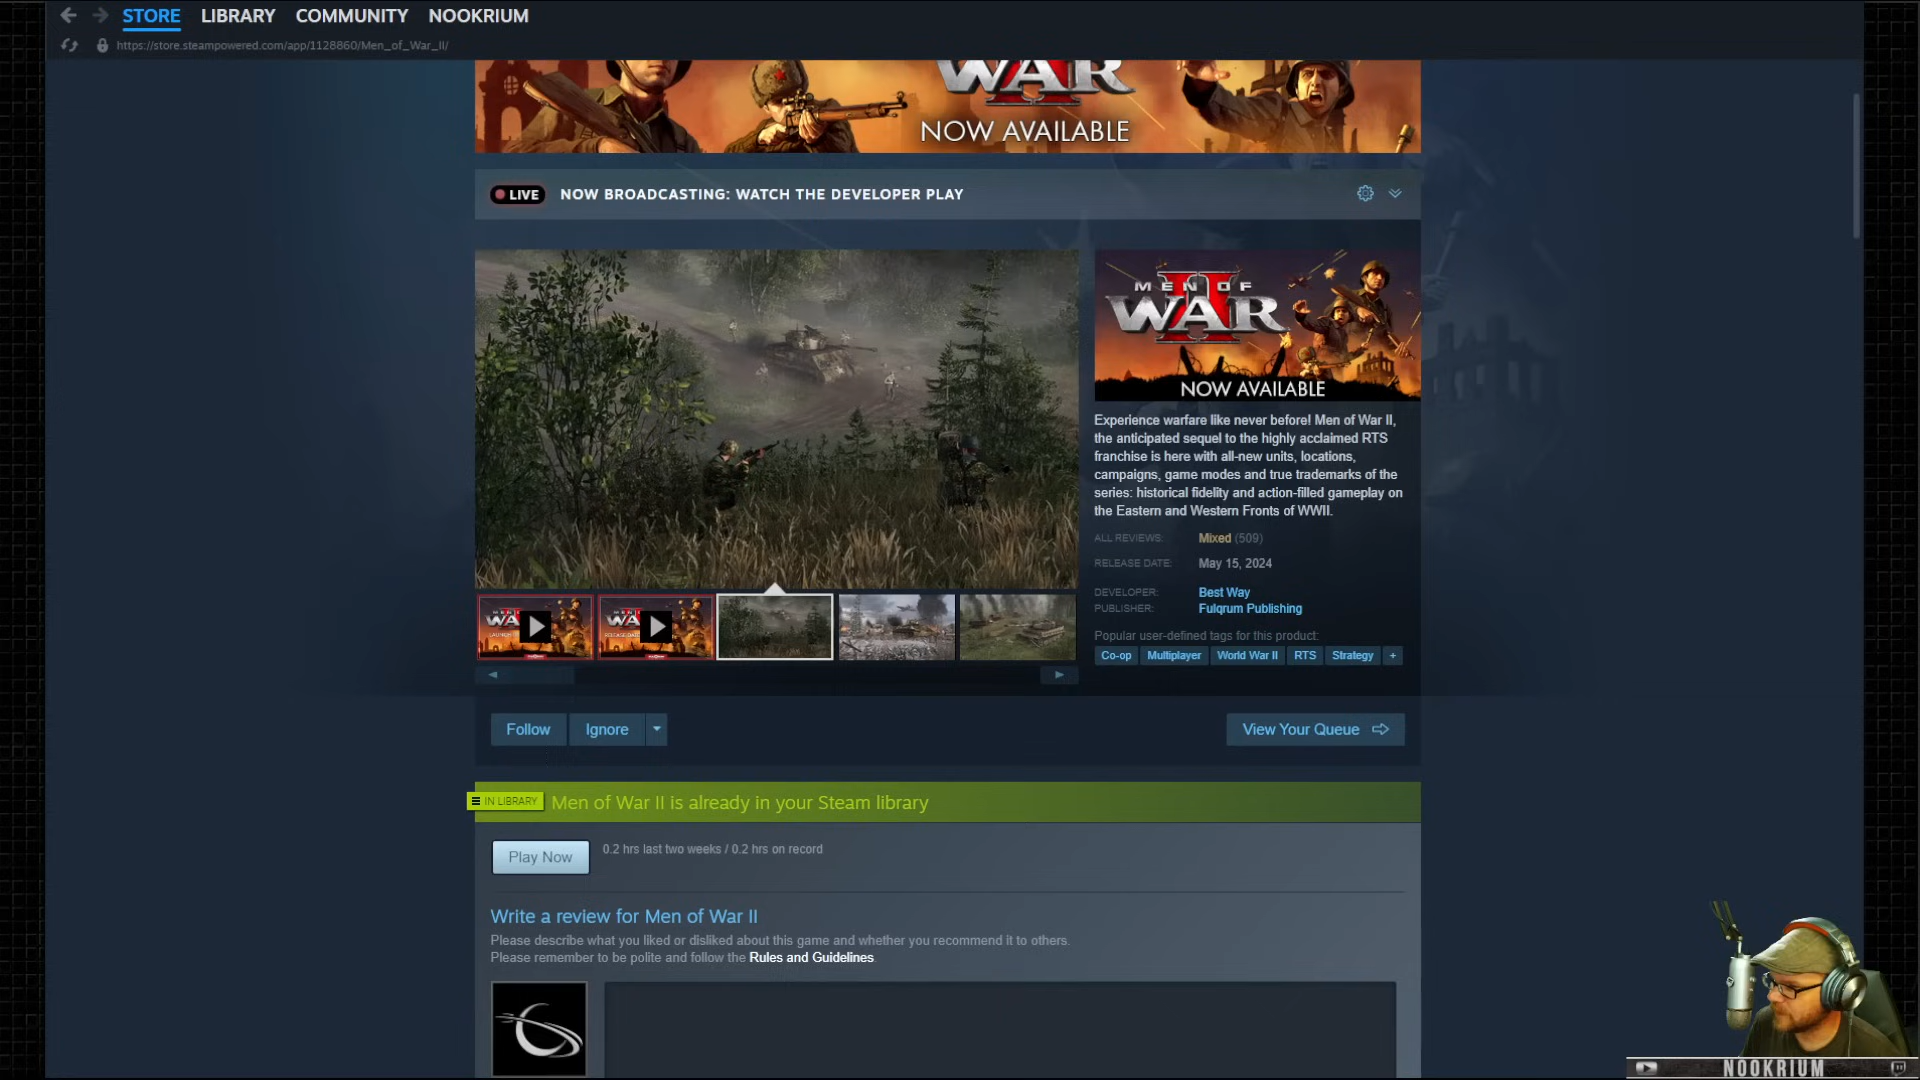 STORE LIBRARY COMMUNITY NOOKRIUM
https://store.steampowered.com/app/1128860/Men_of_War_II/
WAR
NOW AVAILABLE
LIVE NOW BROADCASTING: WATCH THE DEVELOPER PLAY
MEN OF
WAR
II
NOW AVAILABLE
Experience warfare like never before! Men of War II,
the anticipated sequel to the highly acclaimed RTS
franchise is here with all-new units, locations,
campaigns, game modes and true trademarks of the
series: historical fidelity and action-filled gameplay on
the Eastern and Western Fronts of WWII.
ALL REVIEWS: Mixed (509)
RELEASE DATE: May 15, 2024
DEVELOPER: Best Way
PUBLISHER: Fulqrum Publishing
Popular user-defined tags for this product:
Co-op Multiplayer World War II RTS Strategy +
Follow Ignore View Your Queue
IN LIBRARY Men of War II is already in your Steam library
Play Now 0.2 hrs last two weeks / 0.2 hrs on record
Write a review for Men of War II
Please describe what you liked or disliked about this game and whether you recommend it to others.
Please remember to be polite and follow the Rules and Guidelines
NOOKRIUM